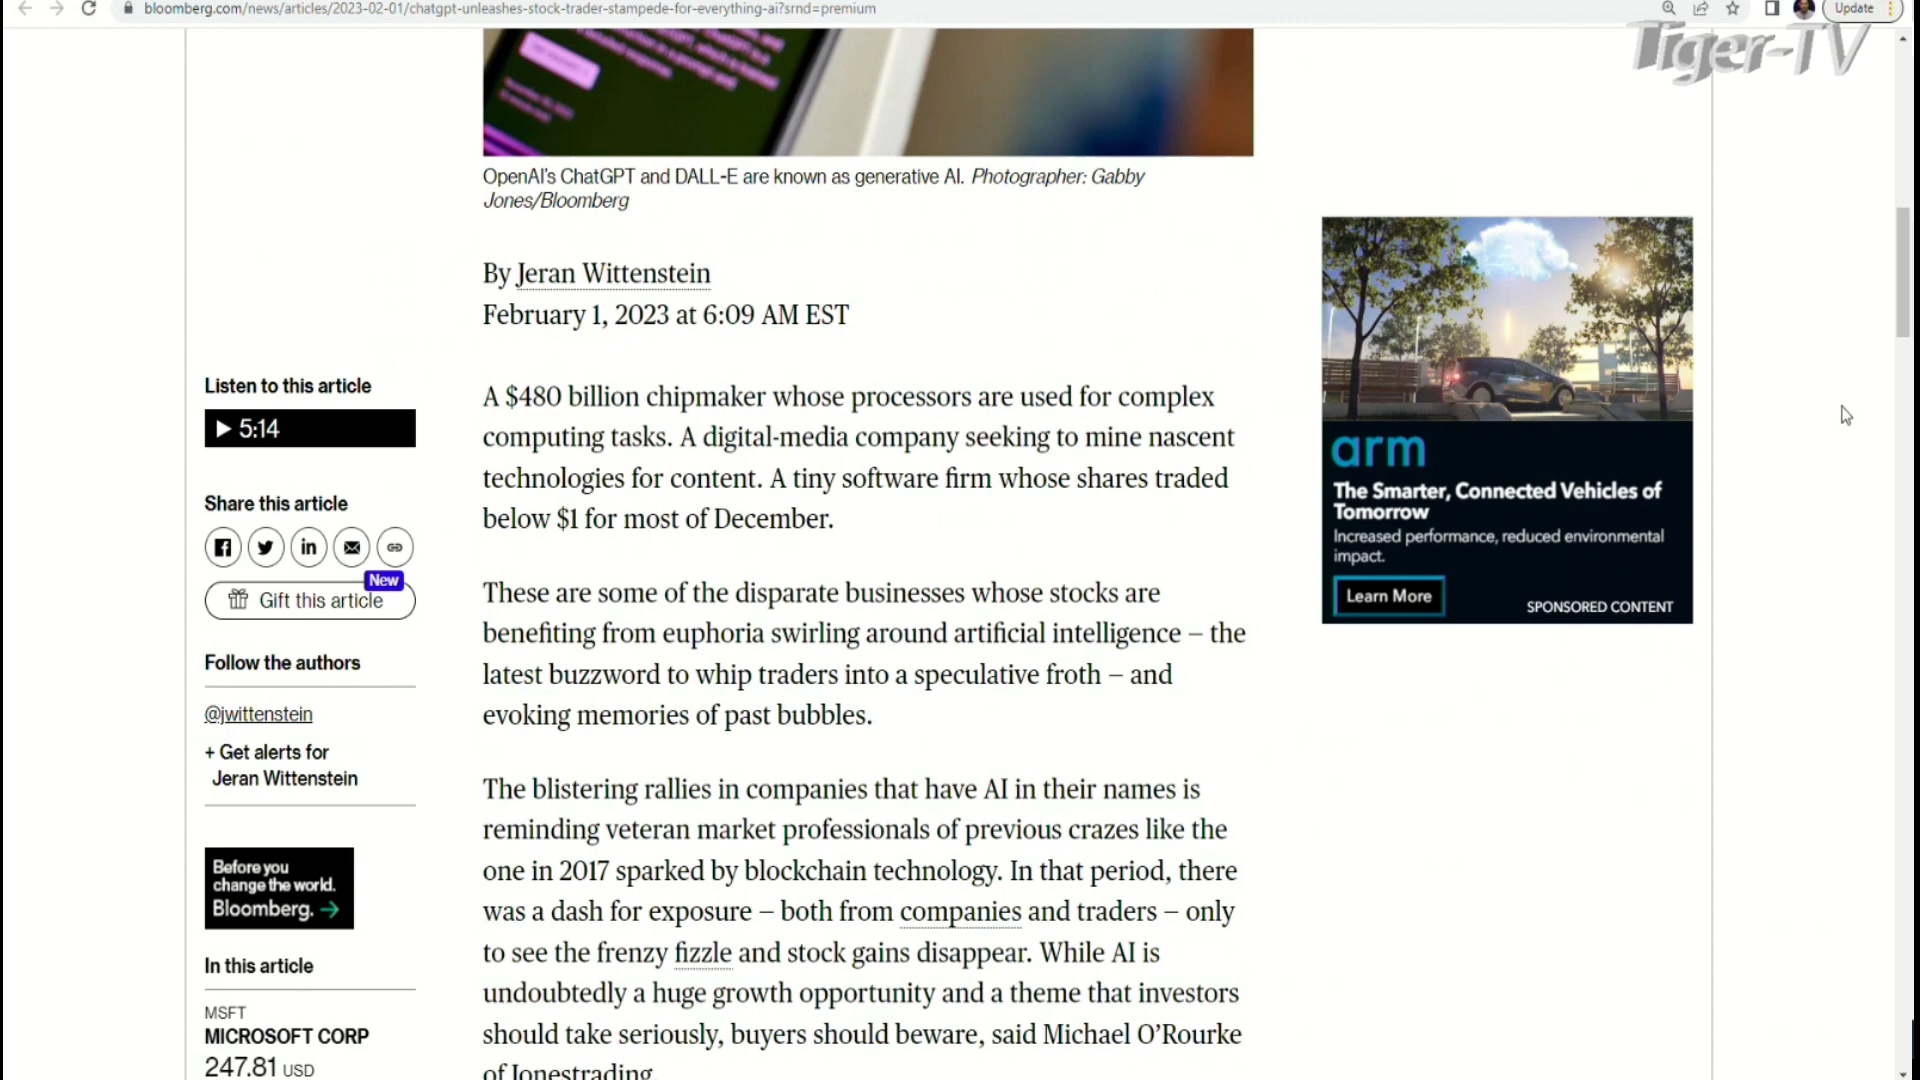 bloomberg.com/news/articles/2023-02-01/chatgpt-unleashes-stock-trader-stampede-for-everything-ai?srnd=premium
Update
Tiger-TV
OpenAI's ChatGPT and DALL-E are known as generative AI. Photographer: Gabby
Jones/Bloomberg
By Jeran Wittenstein
February 1, 2023 at 6:09 AM EST
Listen to this article
5:14
Share this article
New
Gift this article
Follow the authors
@jwittenstein
+ Get alerts for
Jeran Wittenstein
Before you
change the world.
Bloomberg. →
In this article
MSFT
MICROSOFT CORP
247.81 USD
A $480 billion chipmaker whose processors are used for complex
computing tasks. A digital-media company seeking to mine nascent
technologies for content. A tiny software firm whose shares traded
below $1 for most of December.
These are some of the disparate businesses whose stocks are
benefiting from euphoria swirling around artificial intelligence – the
latest buzzword to whip traders into a speculative froth – and
evoking memories of past bubbles.
The blistering rallies in companies that have AI in their names is
reminding veteran market professionals of previous crazes like the
one in 2017 sparked by blockchain technology. In that period, there
was a dash for exposure – both from companies and traders – only
to see the frenzy fizzle and stock gains disappear. While AI is
undoubtedly a huge growth opportunity and a theme that investors
should take seriously, buyers should beware, said Michael O'Rourke
of Jonestrading.
arm
The Smarter, Connected Vehicles of
Tomorrow
Increased performance, reduced environmental
impact.
Learn More
SPONSORED CONTENT